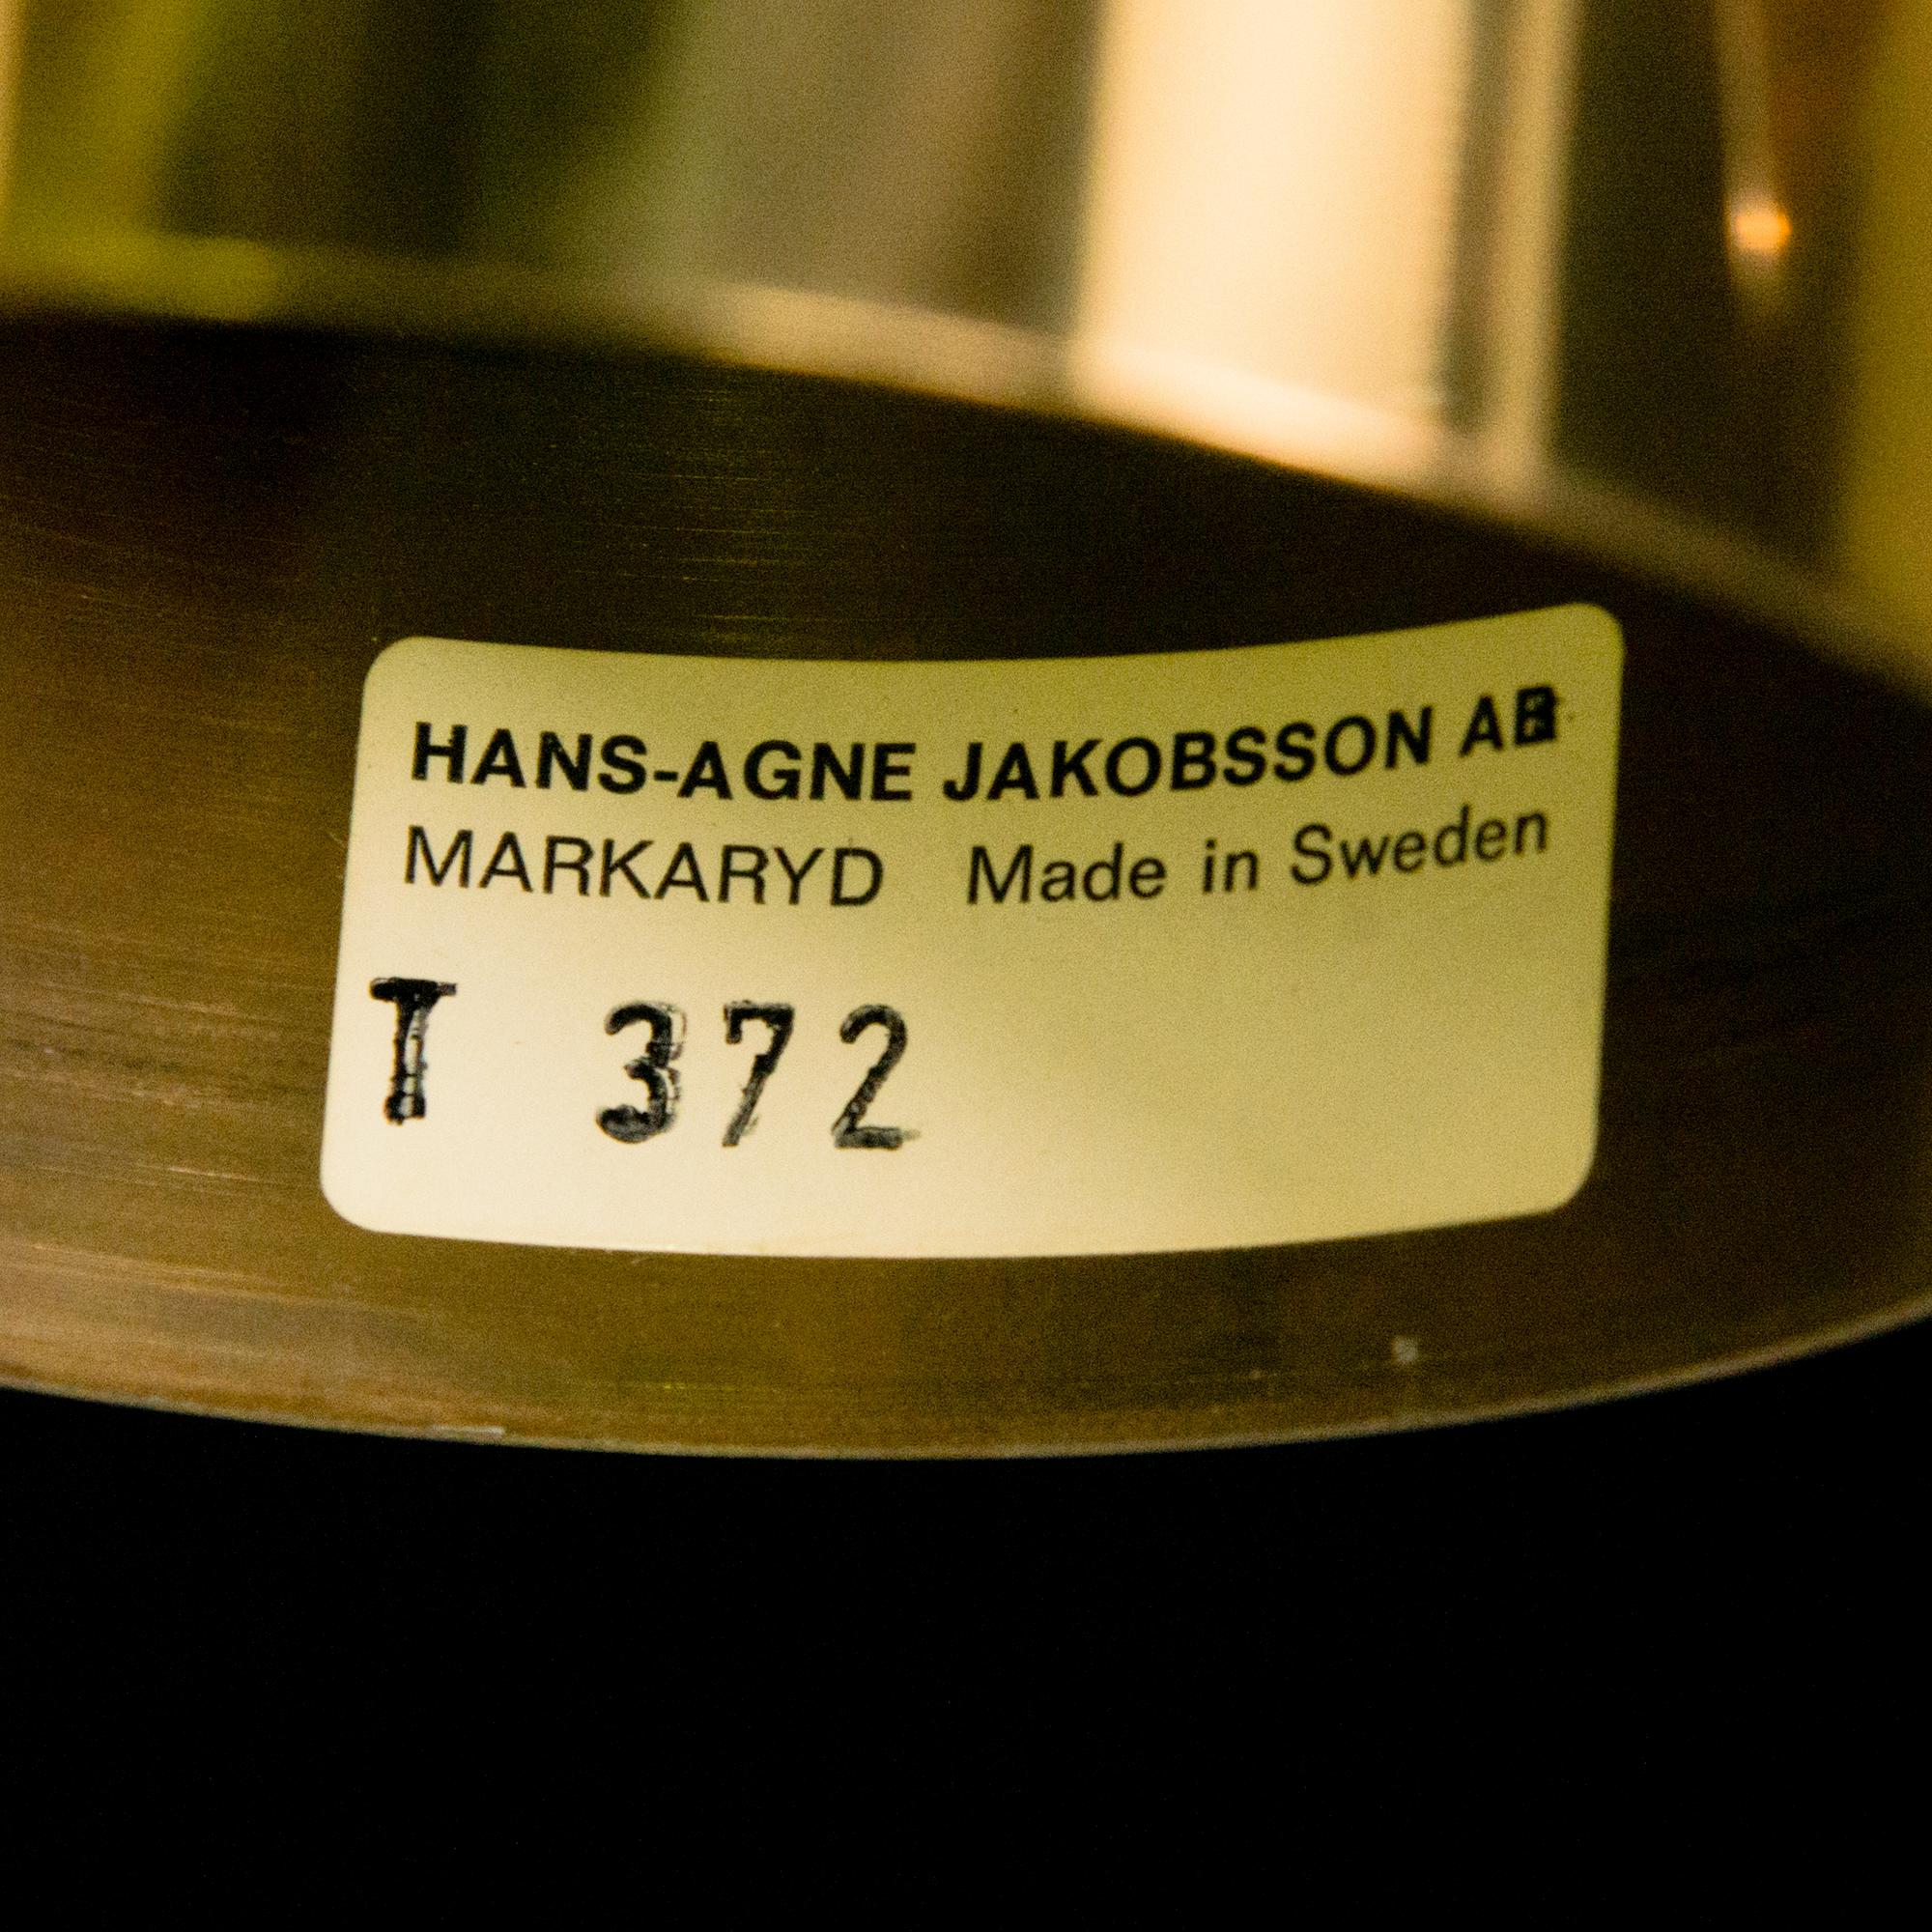 HANS-AGNE JAKOBSSON AB
MARKARYD Made in Sweden
T 372